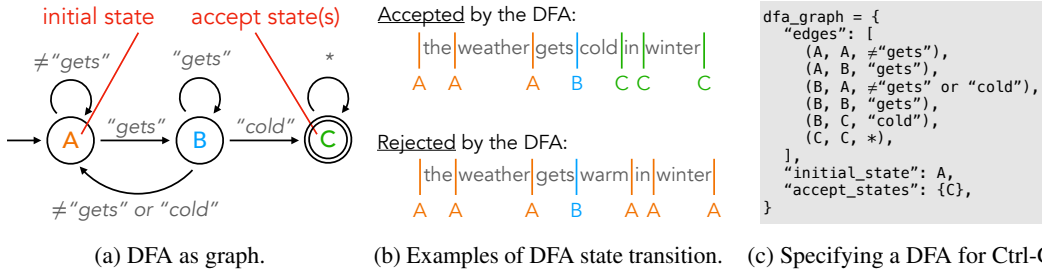 initial state
accept state(s)
≠“gets”
“gets”
*
A
“gets”
B
“cold”
C
≠“gets” or “cold”
(a) DFA as graph.
Accepted by the DFA:
the weather gets cold in winter
A A A B C C C
Rejected by the DFA:
the weather gets warm in winter
A A A B A A A
(b) Examples of DFA state transition.
dfa_graph = {
“edges”: [
(A, A, ≠“gets”),
(A, B, “gets”),
(B, A, ≠“gets” or “cold”),
(B, B, “gets”),
(B, C, “cold”),
(C, C, *),
],
“initial_state”: A,
“accept_states”: {C},
}
(c) Specifying a DFA for Ctrl-